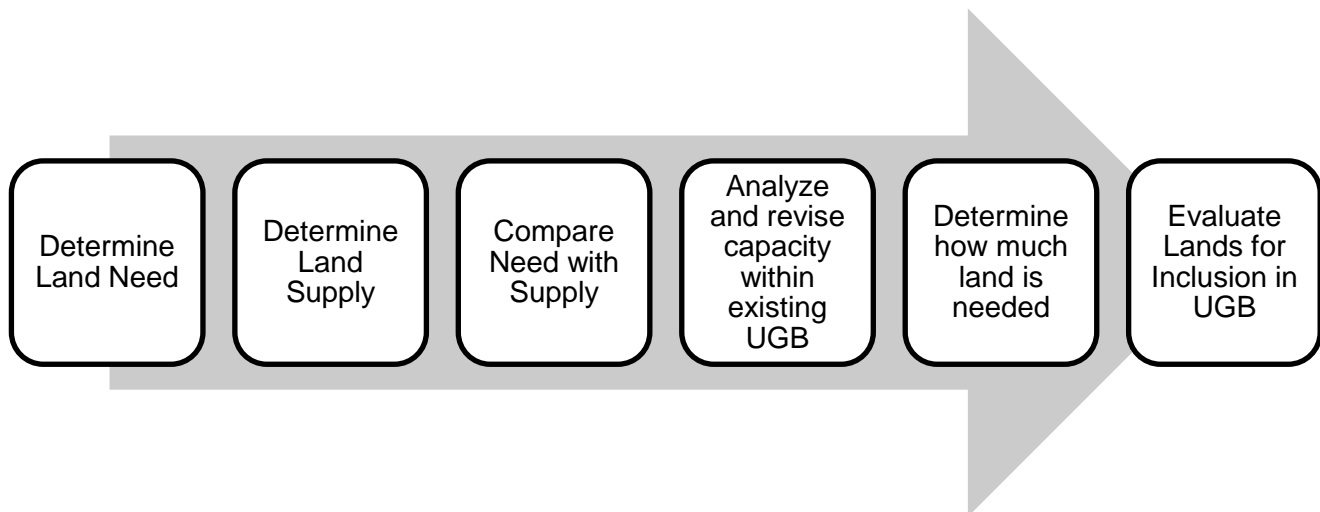 Determine
Land Need
Determine
Land
Supply
Compare
Need with
Supply
Analyze
and revise
capacity
within
existing
UGB
Determine
how much
land is
needed
Evaluate
Lands for
Inclusion in
UGB